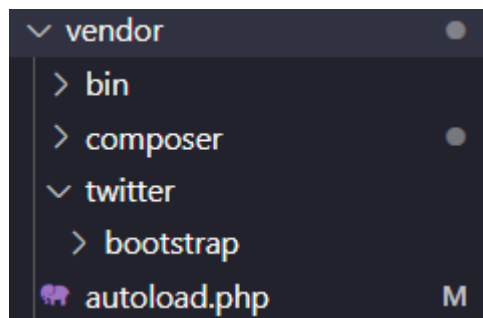 vendor
bin
composer
twitter
bootstrap
autoload.php M